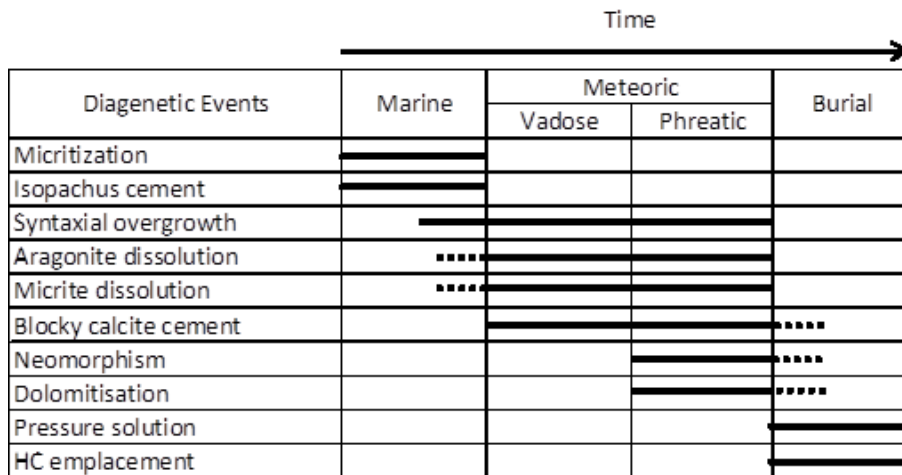 Time
Diagenetic Events
Marine
Meteoric
Burial
Vadose
Phreatic
Micritization
Isopachus cement
Syntaxial overgrowth
Aragonite dissolution
Micrite dissolution
Blocky calcite cement
Neomorphism
Dolomitisation
Pressure solution
HC emplacement